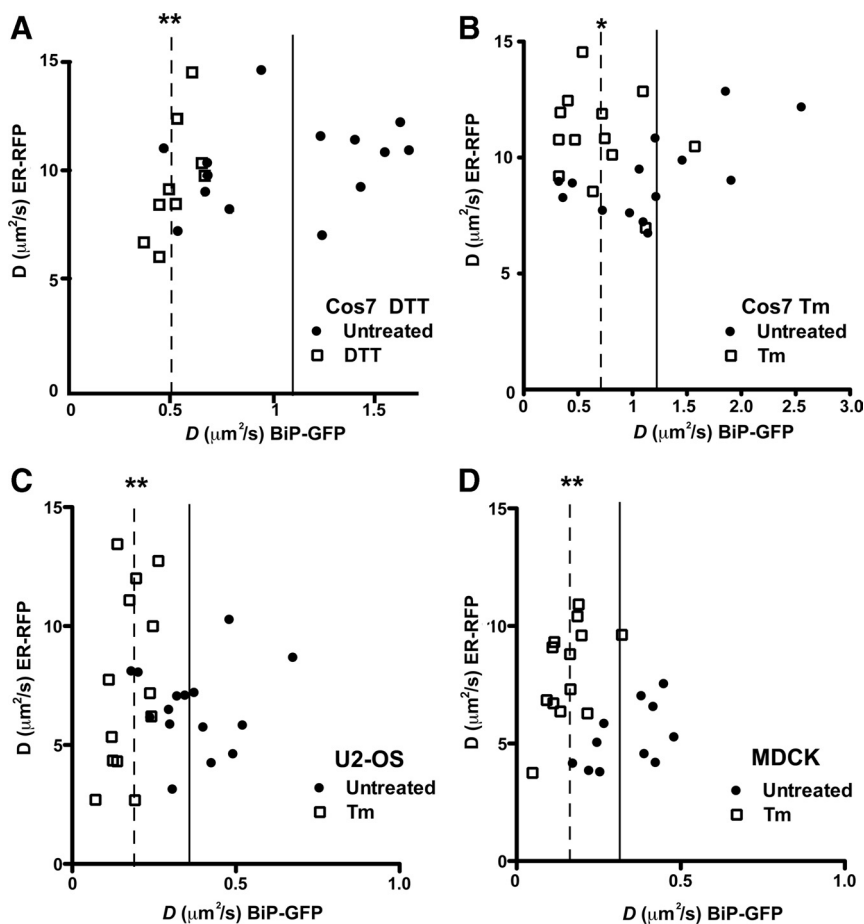 A
**
15
10
5
0
D (μm²/s) ER-RFP
Cos7 DTT
Untreated
DTT
0
0.5
1
1.5
D (μm²/s) BiP-GFP
B
*
15
10
5
0
D (μm²/s) ER-RFP
Cos7 Tm
Untreated
Tm
0
0.5
1.0
1.5
2.0
2.5
3.0
D (μm²/s) BiP-GFP
C
**
15
10
5
0
D (μm²/s) ER-RFP
U2-OS
Untreated
Tm
0
0.5
1.0
D (μm²/s) BiP-GFP
D
**
15
10
5
0
D (μm²/s) ER-RFP
MDCK
Untreated
Tm
0
0.5
1.0
D (μm²/s) BiP-GFP